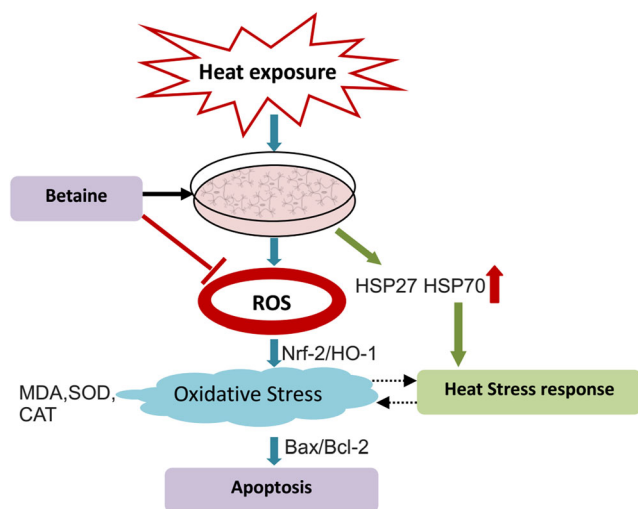 Heat exposure
Betaine
ROS
HSP27 HSP70
Nrf-2/HO-1
MDA,SOD,
CAT
Oxidative Stress
Heat Stress response
Bax/Bcl-2
Apoptosis